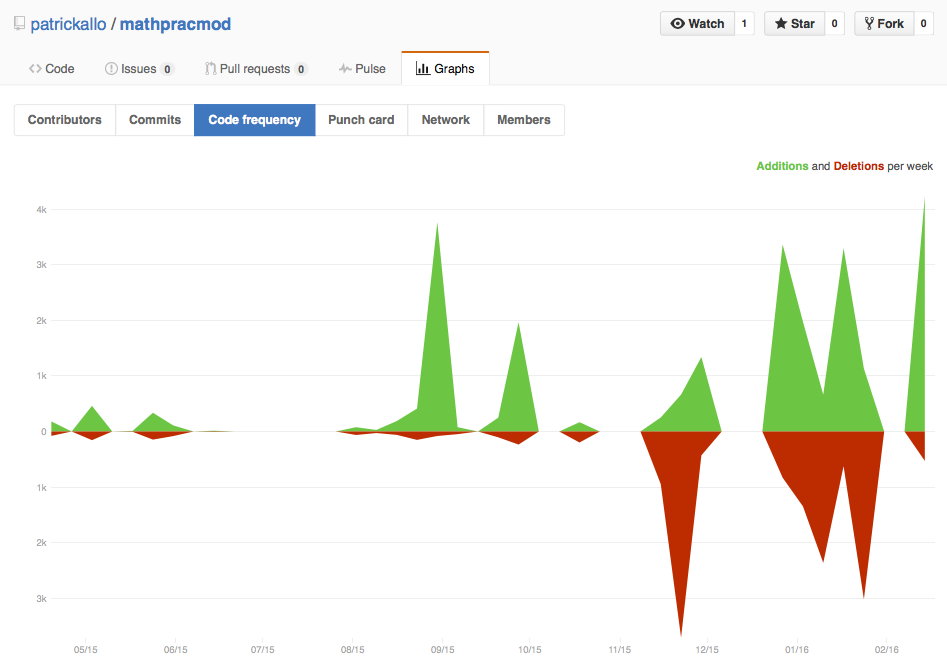 patrickallo / mathpracmod Watch 1 Star 0 Fork 0
Code Issues 0 Pull requests 0 Pulse Graphs
Contributors Commits Code frequency Punch card Network Members
Additions and Deletions per week
4k
3k
2k
1k
0
1k
2k
3k
05/15 06/15 07/15 08/15 09/15 10/15 11/15 12/15 01/16 02/16